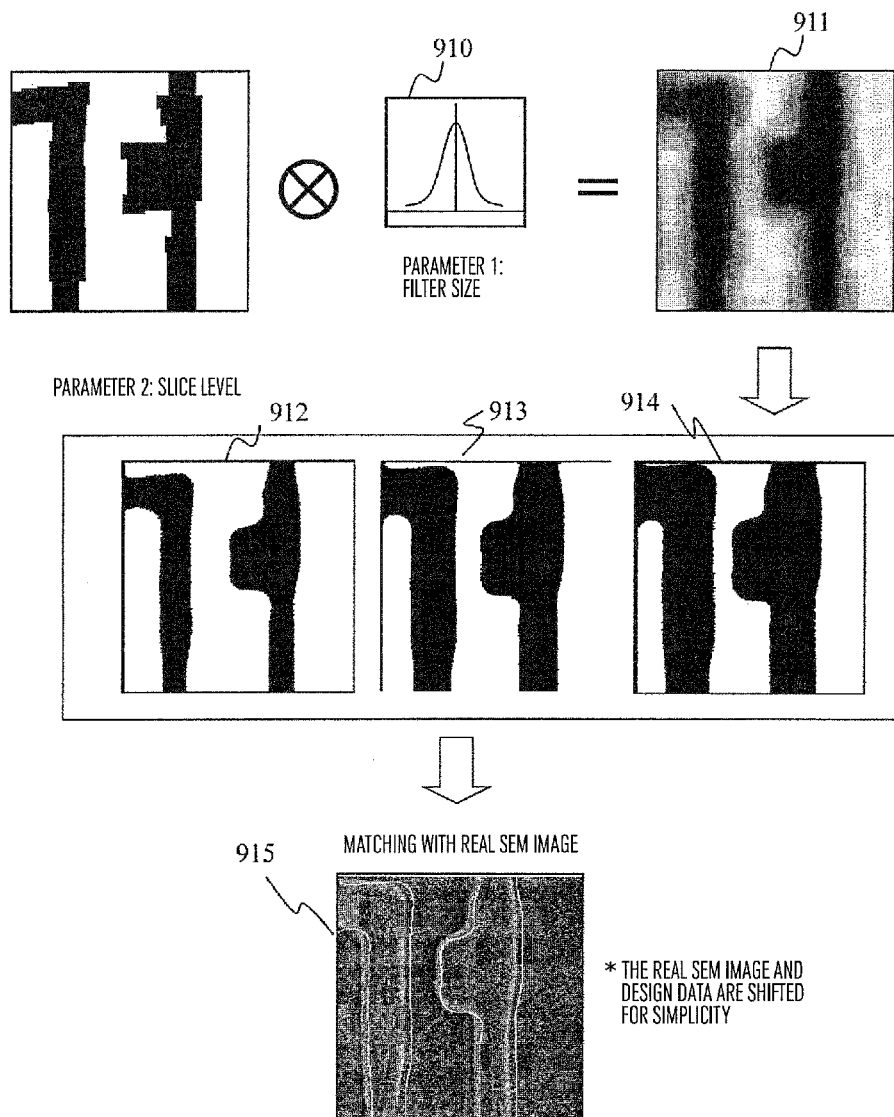 910
911
PARAMETER 1:
FILTER SIZE
PARAMETER 2: SLICE LEVEL
912
913
914
MATCHING WITH REAL SEM IMAGE
915
* THE REAL SEM IMAGE AND
DESIGN DATA ARE SHIFTED
FOR SIMPLICITY